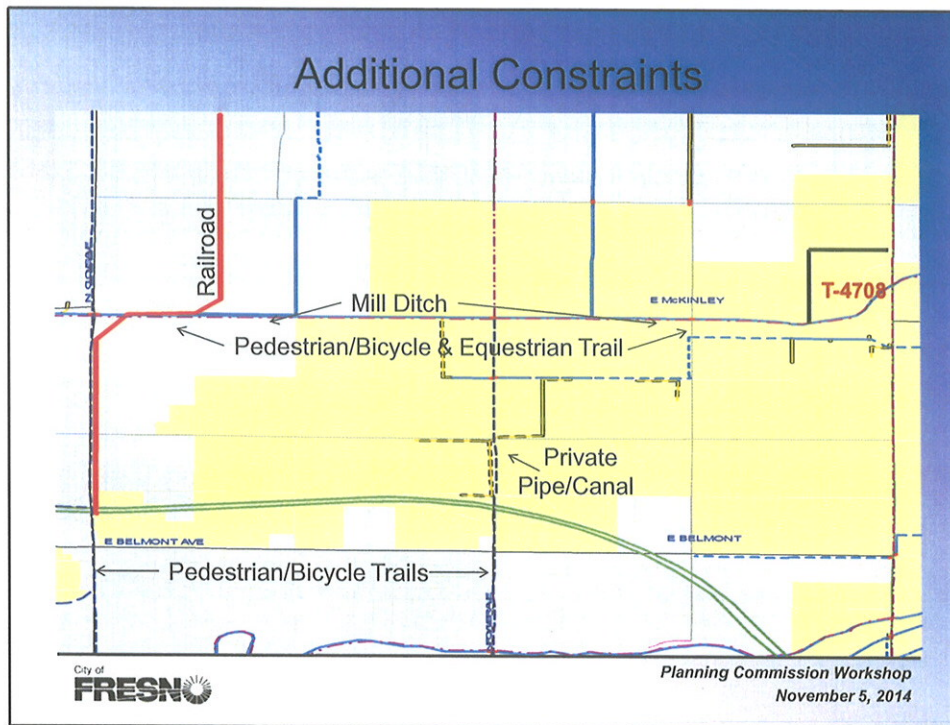 Additional Constraints
Railroad
Mill Ditch
E McKINLEY
T-4708
Pedestrian/Bicycle & Equestrian Trail
Private
Pipe/Canal
E BELMONT AVE
E BELMONT
Pedestrian/Bicycle Trails
City of
FRESNO
Planning Commission Workshop
November 5, 2014